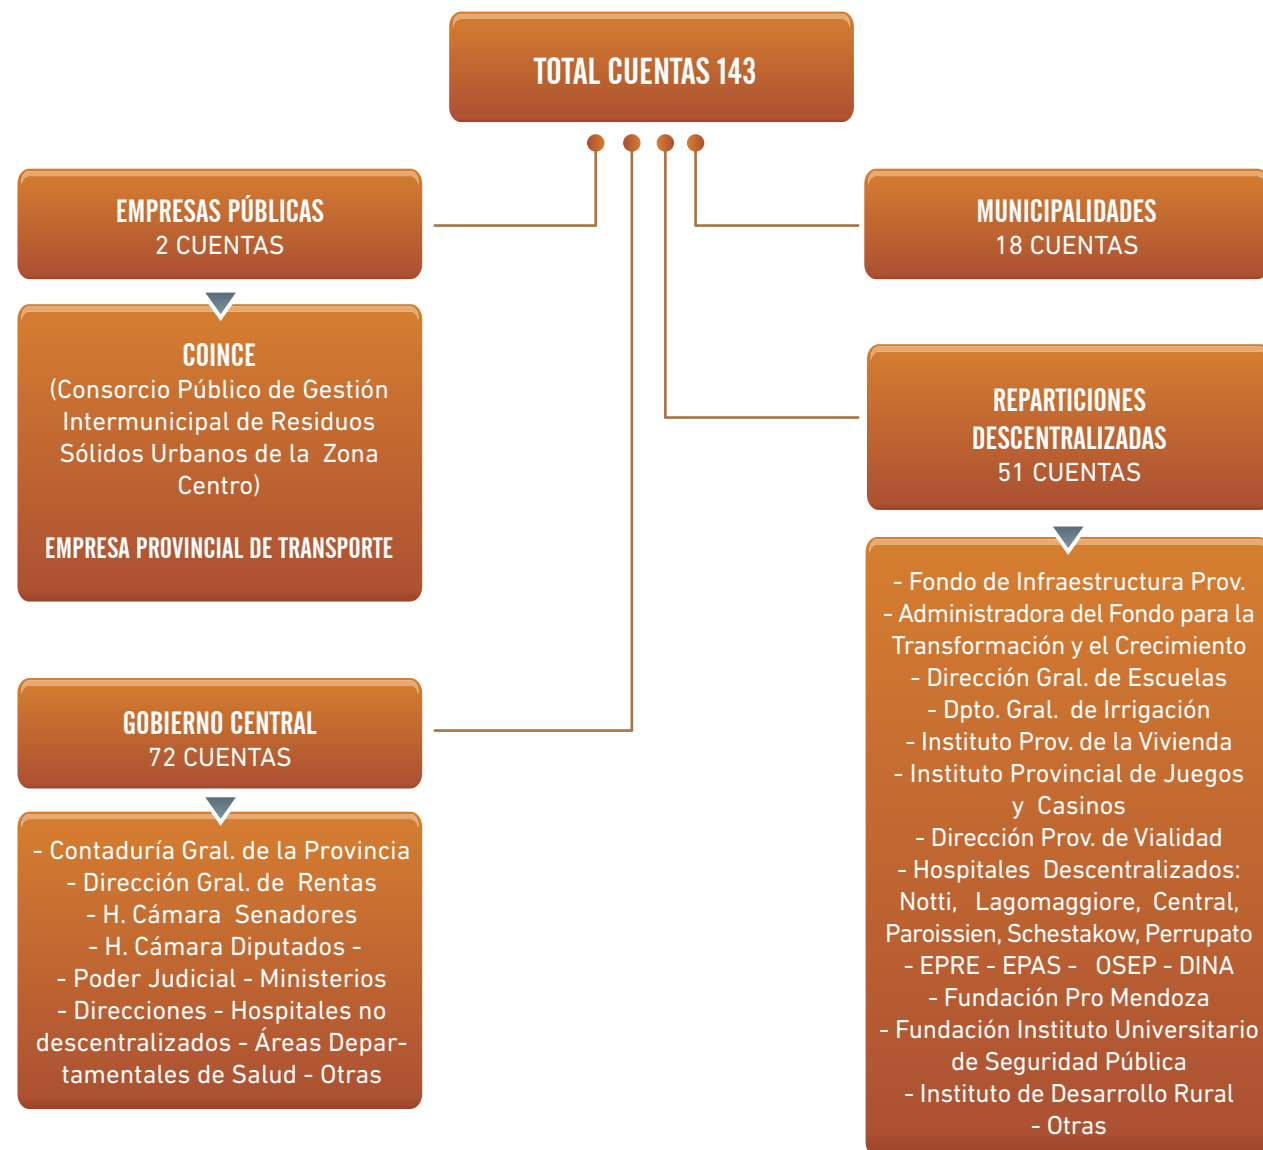 TOTAL CUENTAS 143
EMPRESAS PÚBLICAS
2 CUENTAS
COINCE
(Consorcio Público de Gestión
Intermunicipal de Residuos
Sólidos Urbanos de la Zona
Centro)
EMPRESA PROVINCIAL DE TRANSPORTE
GOBIERNO CENTRAL
72 CUENTAS
- Contaduría Gral. de la Provincia
- Dirección Gral. de Rentas
- H. Cámara Senadores
- H. Cámara Diputados -
- Poder Judicial - Ministerios
- Direcciones - Hospitales no
descentralizados - Áreas Depar-
tamentales de Salud - Otras
MUNICIPALIDADES
18 CUENTAS
REPARTICIONES
DESCENTRALIZADAS
51 CUENTAS
- Fondo de Infraestructura Prov.
- Administradora del Fondo para la
Transformación y el Crecimiento
- Dirección Gral. de Escuelas
- Dpto. Gral. de Irrigación
- Instituto Prov. de la Vivienda
- Instituto Provincial de Juegos
y Casinos
- Dirección Prov. de Vialidad
- Hospitales Descentralizados:
Notti, Lagomaggiore, Central,
Paroissien, Schestakow, Perrupato
- EPRE - EPAS - OSEP - DINA
- Fundación Pro Mendoza
- Fundación Instituto Universitario
de Seguridad Pública
- Instituto de Desarrollo Rural
- Otras